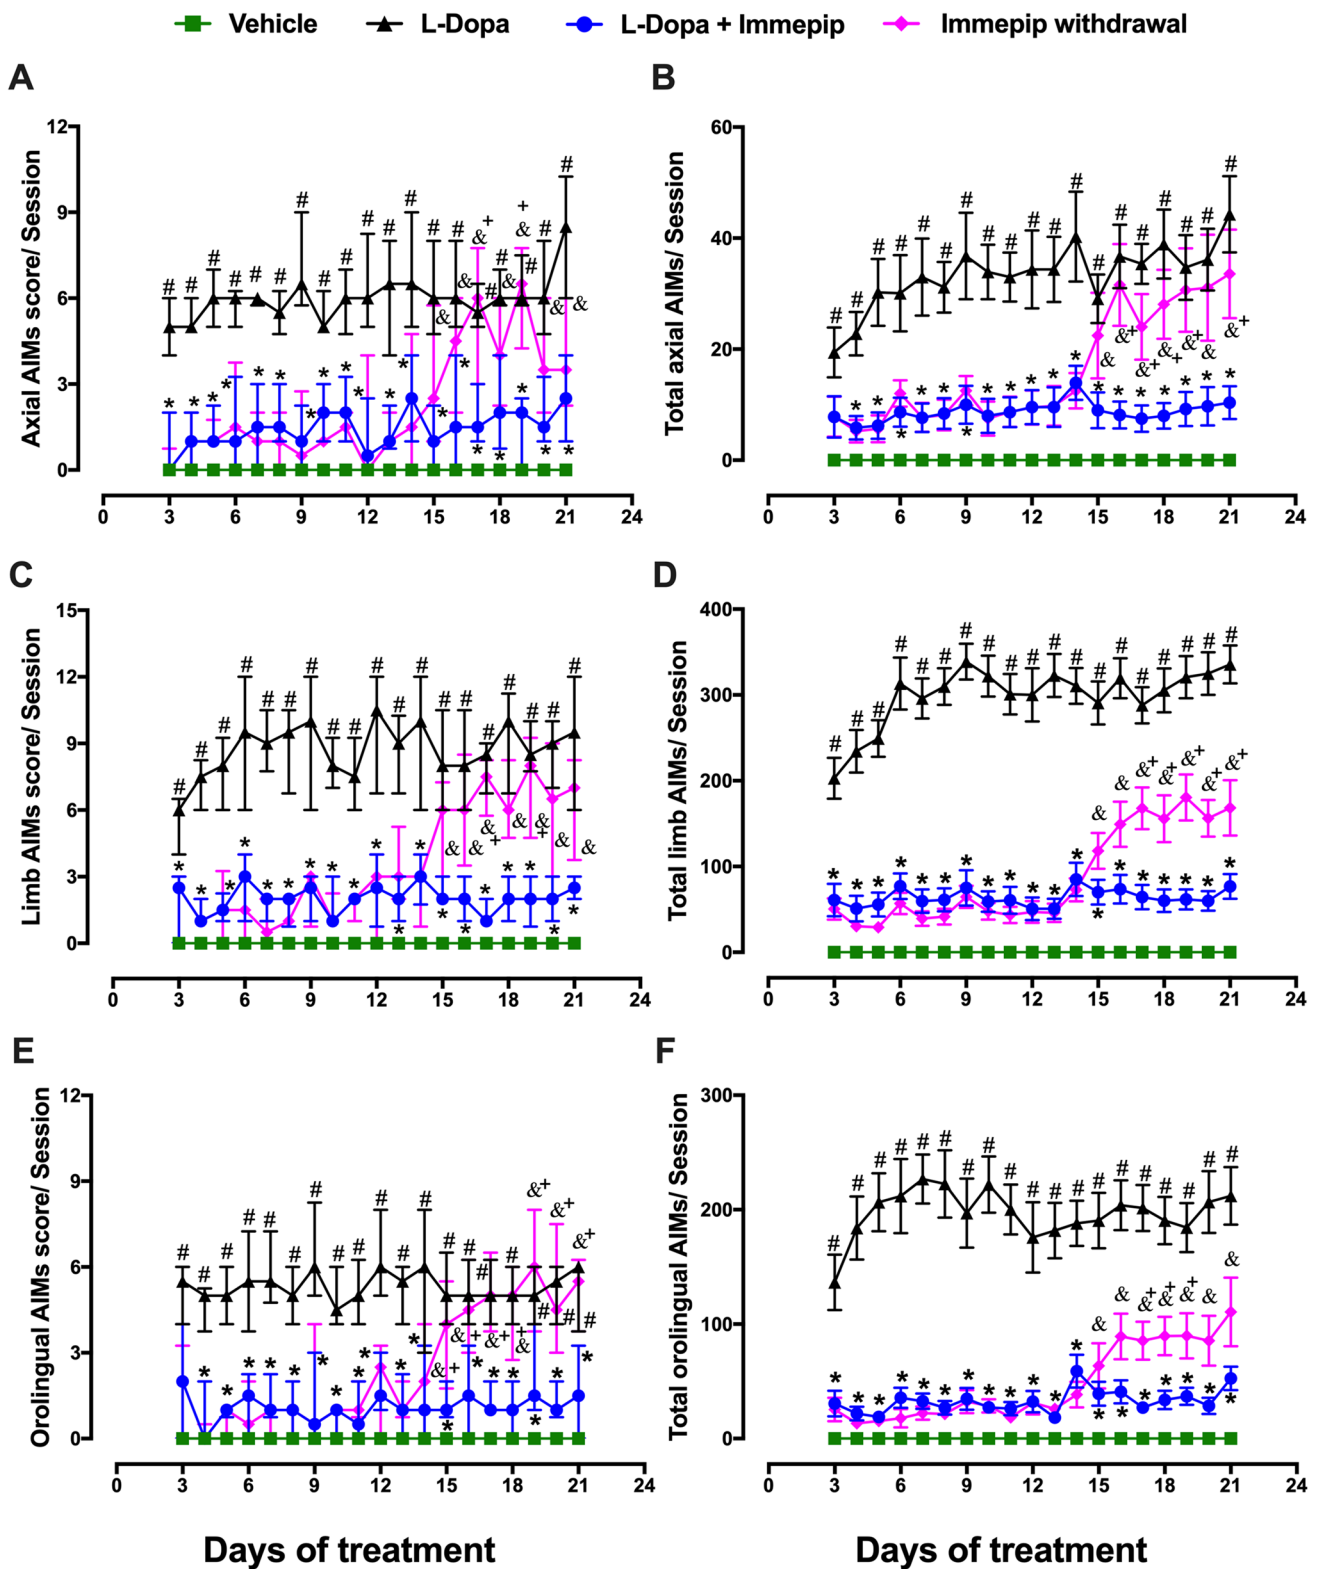 Vehicle L-Dopa L-Dopa + Immepip Immepip withdrawal
A
Axial AIMs score/ Session
12
9
6
3
0
0 3 6 9 12 15 18 21 24
B
Total axial AIMs/ Session
60
40
20
0
0 3 6 9 12 15 18 21 24
C
Limb AIMs score/ Session
15
12
9
6
3
0
0 3 6 9 12 15 18 21 24
D
Total limb AIMs/ Session
400
300
200
100
0
0 3 6 9 12 15 18 21 24
E
Orolingual AIMs score/ Session
12
9
6
3
0
0 3 6 9 12 15 18 21 24
Days of treatment
F
Total orolingual AIMs/ Session
300
200
100
0
0 3 6 9 12 15 18 21 24
Days of treatment